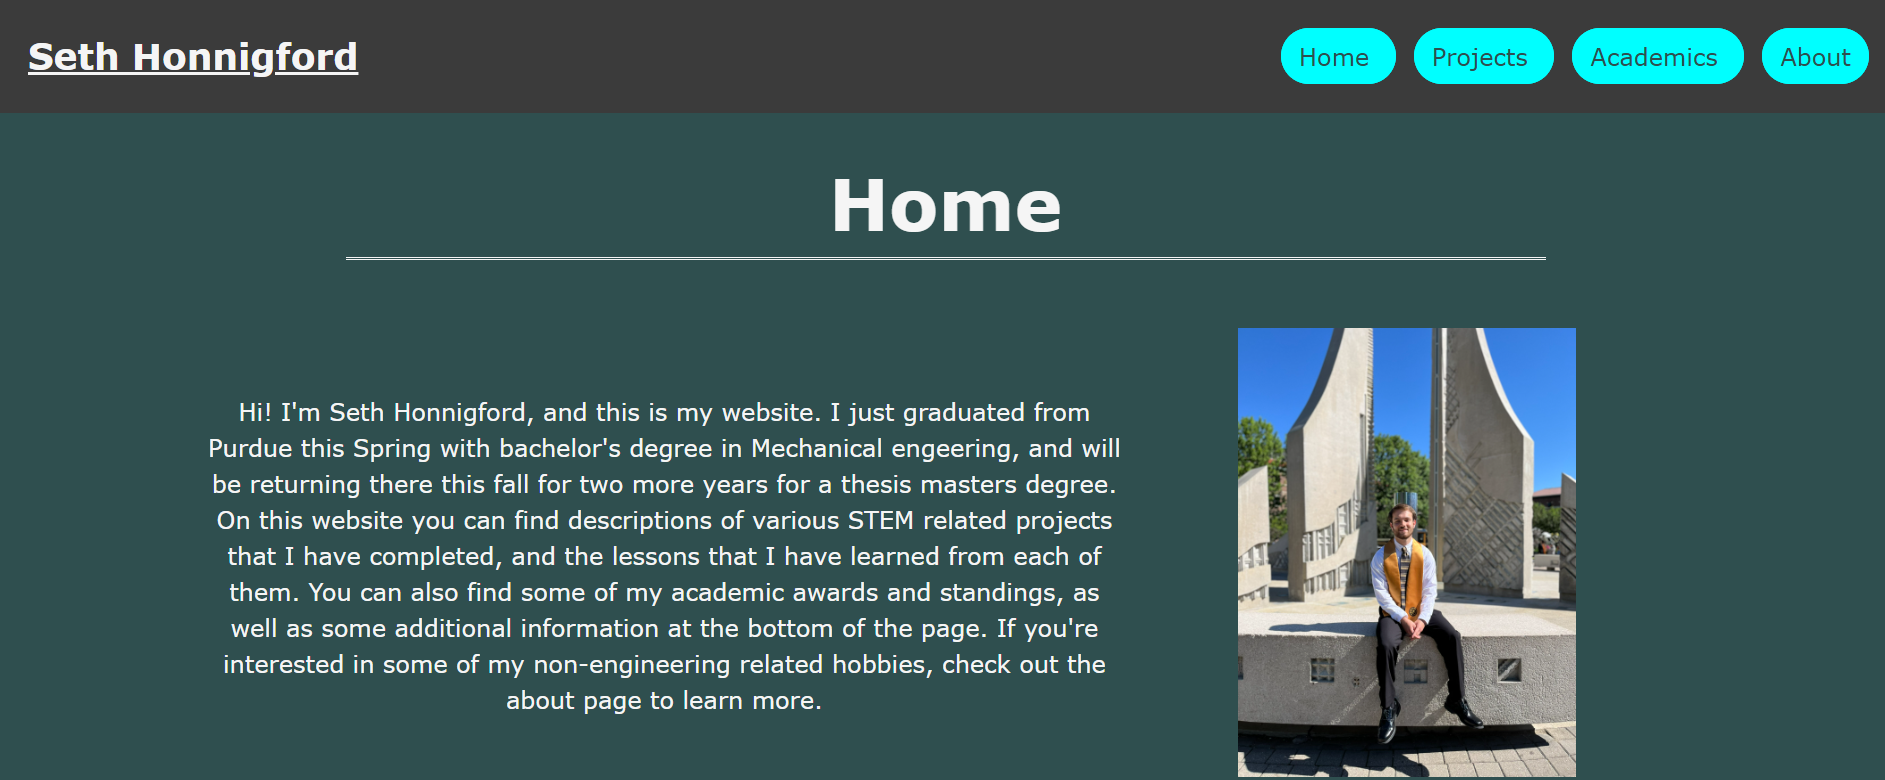 Seth Honnigford
Home
Projects
Academics
About
Home
Hi! I'm Seth Honnigford, and this is my website. I just graduated from
Purdue this Spring with bachelor's degree in Mechanical engeering, and will
be returning there this fall for two more years for a thesis masters degree.
On this website you can find descriptions of various STEM related projects
that I have completed, and the lessons that I have learned from each of
them. You can also find some of my academic awards and standings, as
well as some additional information at the bottom of the page. If you're
interested in some of my non-engineering related hobbies, check out the
about page to learn more.